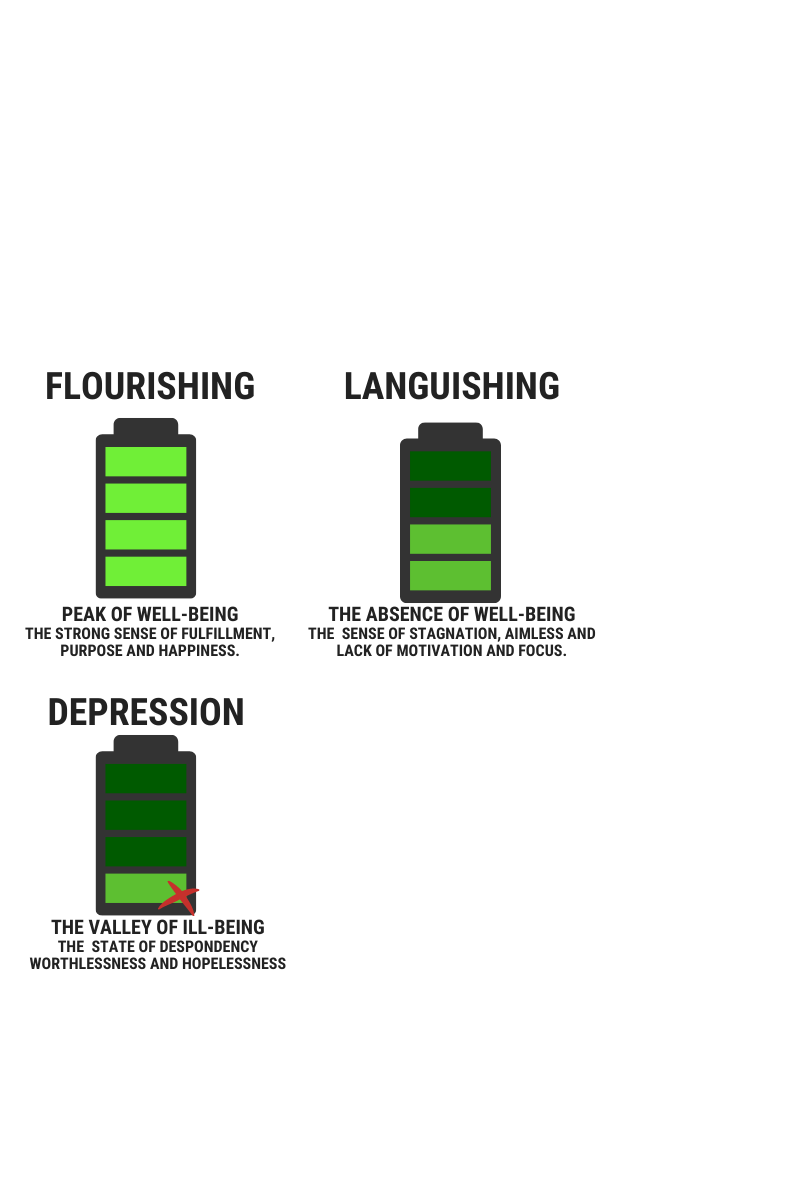 FLOURISHING
LANGUISHING
PEAK OF WELL-BEING
THE STRONG SENSE OF FULFILLMENT,
PURPOSE AND HAPPINESS.
THE ABSENCE OF WELL-BEING
THE  SENSE OF STAGNATION, AIMLESS AND
LACK OF MOTIVATION AND FOCUS.
DEPRESSION
THE VALLEY OF ILL-BEING
THE  STATE OF DESPONDENCY
WORTHLESSNESS AND HOPELESSNESS